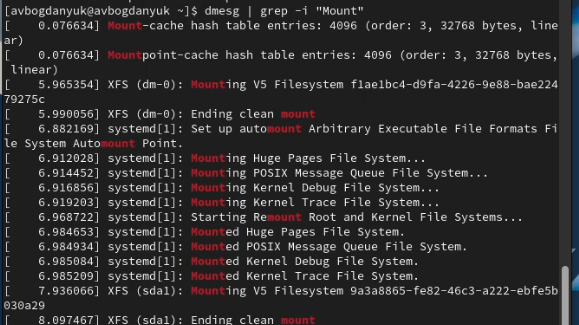 [avbogdanyuk@avbogdanyuk ~]$ dmesg | grep -i "Mount"
[    0.076634] Mount-cache hash table entries: 4096 (order: 3, 32768 bytes, line
ar)
[    0.076634] Mountpoint-cache hash table entries: 4096 (order: 3, 32768 bytes,
 linear)
[    5.965354] XFS (dm-0): Mounting V5 Filesystem f1ae1bc4-d9fa-4226-9e88-bae224
79275c
[    5.990056] XFS (dm-0): Ending clean mount
[    6.882169] systemd[1]: Set up automount Arbitrary Executable File Formats Fi
le System Automount Point.
[    6.912028] systemd[1]: Mounting Huge Pages File System...
[    6.914452] systemd[1]: Mounting POSIX Message Queue File System...
[    6.916856] systemd[1]: Mounting Kernel Debug File System...
[    6.919203] systemd[1]: Mounting Kernel Trace File System...
[    6.968722] systemd[1]: Starting Remount Root and Kernel File Systems...
[    6.984653] systemd[1]: Mounted Huge Pages File System.
[    6.984934] systemd[1]: Mounted POSIX Message Queue File System.
[    6.985084] systemd[1]: Mounted Kernel Debug File System.
[    6.985209] systemd[1]: Mounted Kernel Trace File System.
[    7.936066] XFS (sda1): Mounting V5 Filesystem 9a3a8865-fe82-46c3-a222-ebfe5b
030a29
[    8.097467] XFS (sda1): Ending clean mount